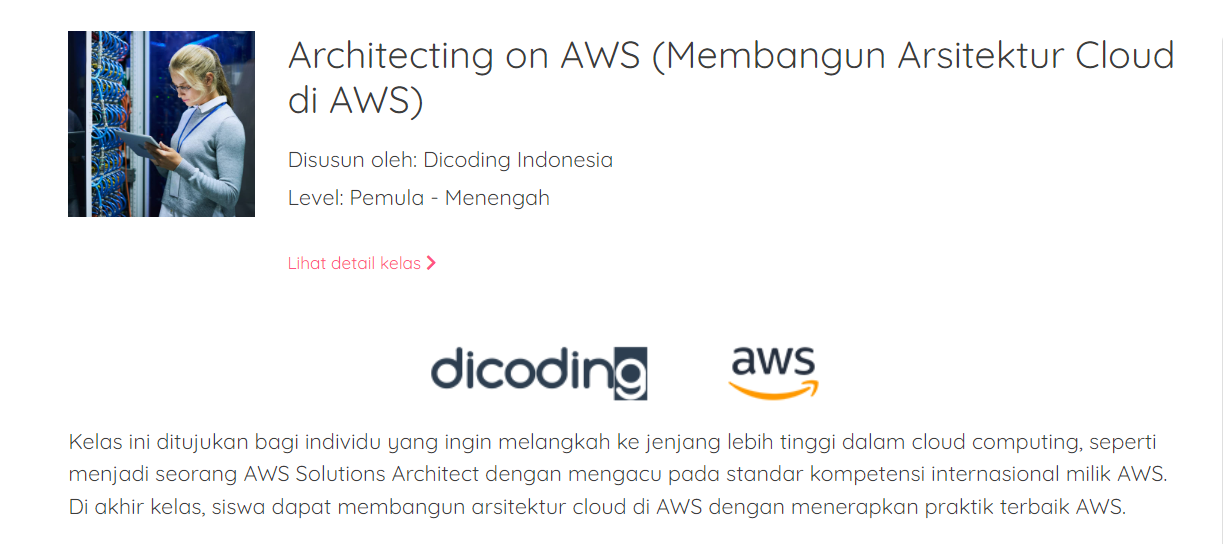 Architecting on AWS (Membangun Arsitektur Cloud
di AWS)
Disusun oleh: Dicoding Indonesia
Level: Pemula - Menengah
Lihat detail kelas
dicoding
aws
Kelas ini ditujukan bagi individu yang ingin melangkah ke jenjang lebih tinggi dalam cloud computing, seperti
menjadi seorang AWS Solutions Architect dengan mengacu pada standar kompetensi internasional milik AWS.
Di akhir kelas, siswa dapat membangun arsitektur cloud di AWS dengan menerapkan praktik terbaik AWS.